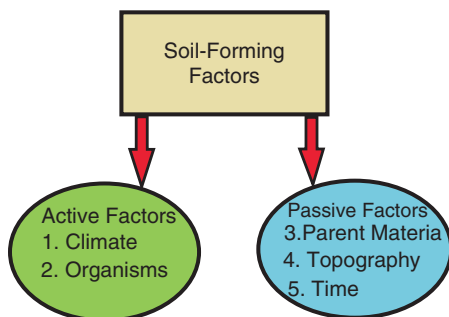 Soil-Forming
Factors
Active Factors
1. Climate
2. Organisms
Passive Factors
3.Parent Materia
4. Topography
5. Time